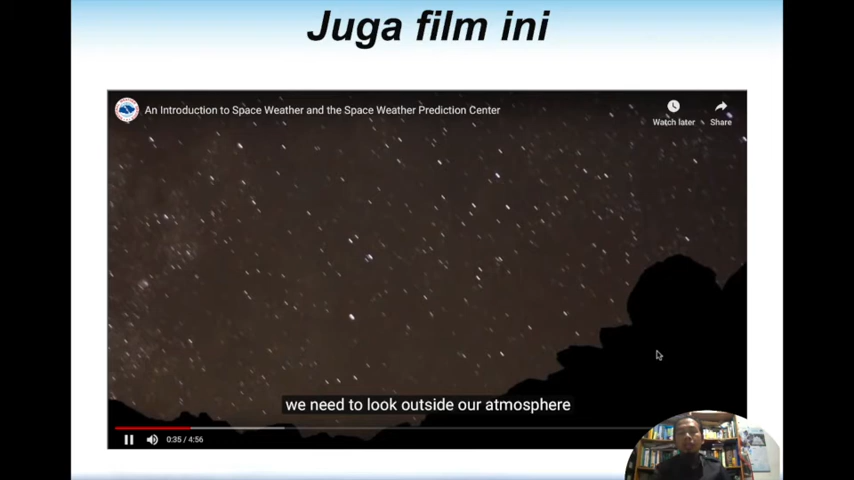 Juga film ini
An Introduction to Space Weather and the Space Weather Prediction Center
Watch later
Share
we need to look outside our atmosphere
0:35 / 4:56